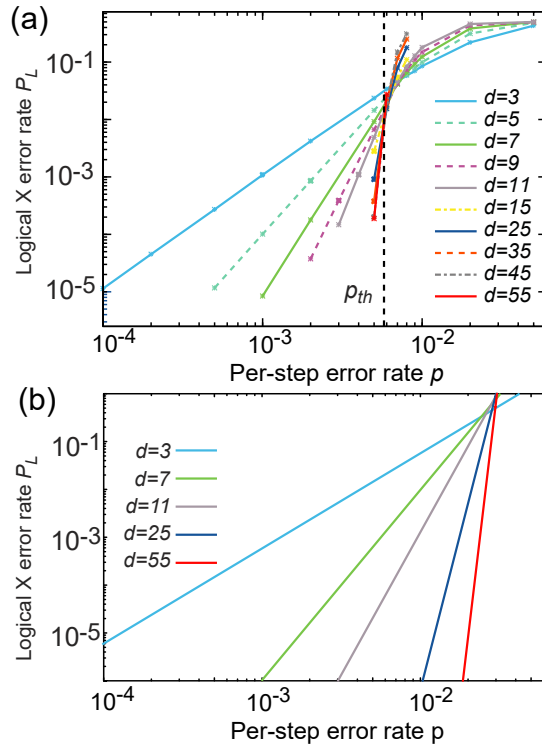 (a)
Logical X error rate P_L
10^-1
10^-3
10^-5
d=3
d=5
d=7
d=9
d=11
d=15
d=25
d=35
d=45
d=55
p_th
10^-4
10^-3
10^-2
Per-step error rate p
(b)
Logical X error rate P_L
10^-1
10^-3
10^-5
d=3
d=7
d=11
d=25
d=55
10^-4
10^-3
10^-2
Per-step error rate p